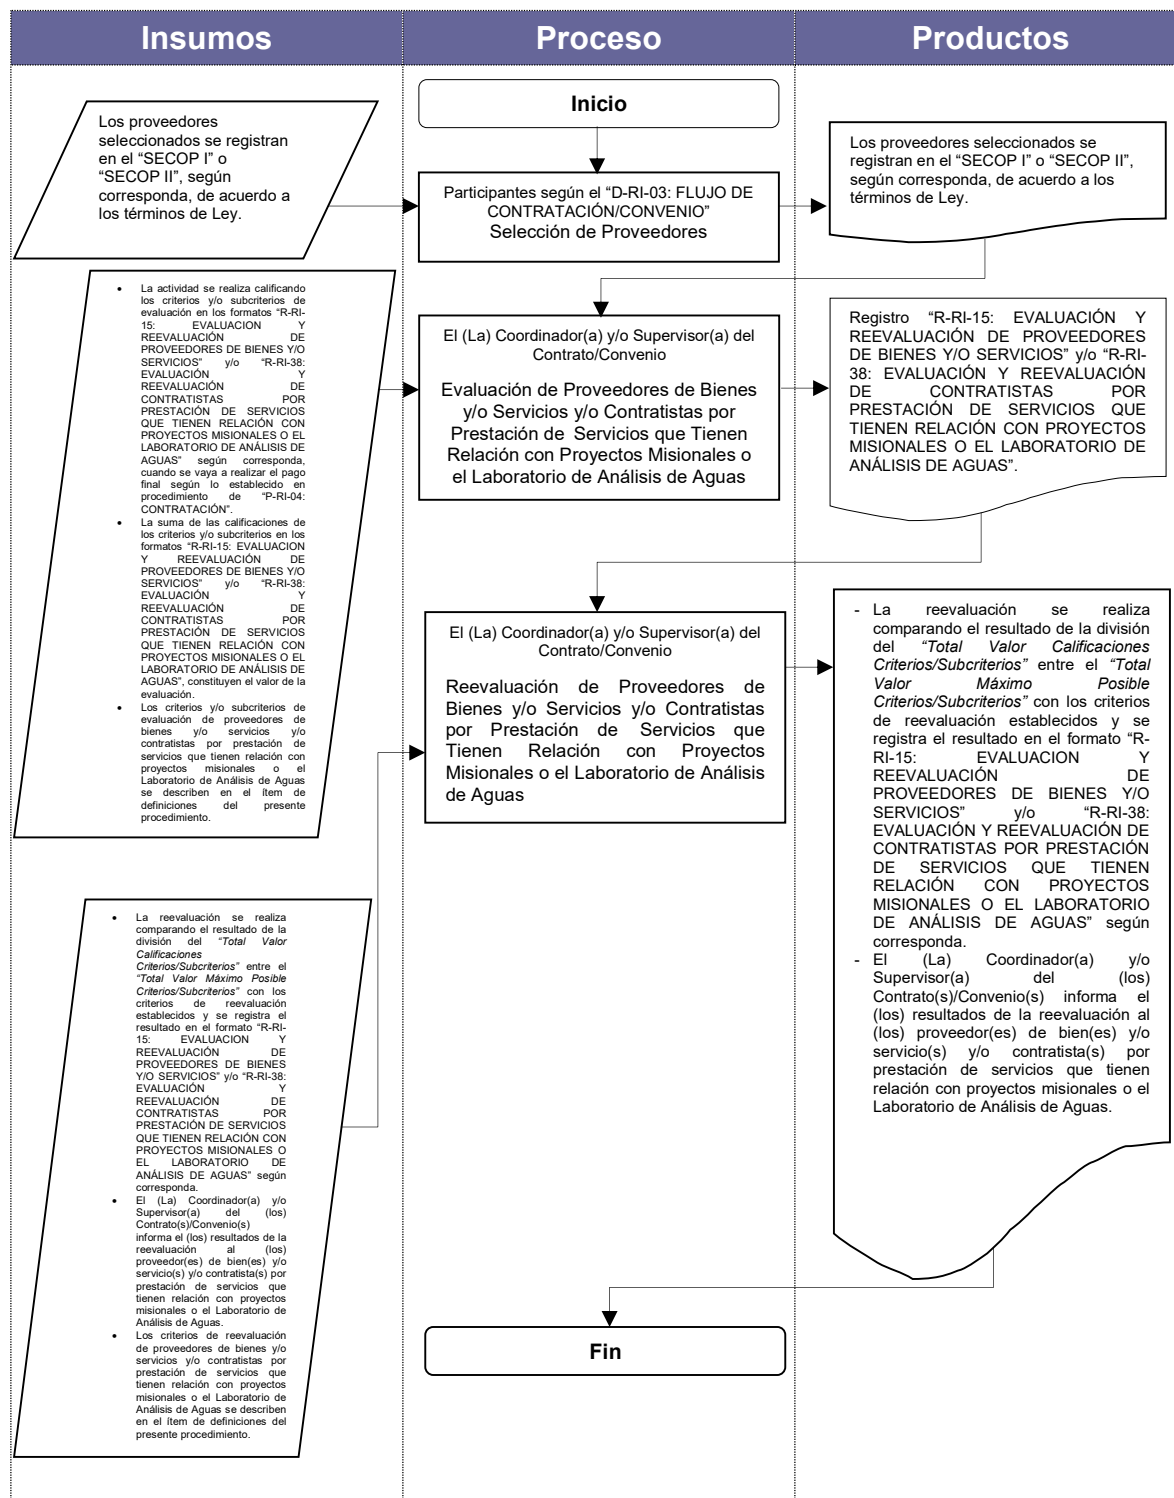 Insumos
Proceso
Productos
Inicio
Los proveedores
seleccionados se registran
en el “SECOP I” o
“SECOP II”, según
corresponda, de acuerdo a
los términos de Ley.
Participantes según el “D-RI-03: FLUJO DE
CONTRATACIÓN/CONVENIO”
Selección de Proveedores
Los proveedores seleccionados se
registran en el “SECOP I” o “SECOP II”,
según corresponda, de acuerdo a los
términos de Ley.
• La actividad se realiza calificando
los criterios y/o subcriterios de
evaluación en los formatos “R-RI-
15: EVALUACION Y
REEVALUACIÓN DE
PROVEEDORES DE BIENES Y/O
SERVICIOS” y/o “R-RI-38:
EVALUACIÓN Y
REEVALUACIÓN DE
CONTRATISTAS POR
PRESTACIÓN DE SERVICIOS
QUE TIENEN RELACIÓN CON
PROYECTOS MISIONALES O EL
LABORATORIO DE ANÁLISIS DE
AGUAS” según corresponda,
cuando se vaya a realizar el pago
final según lo establecido en
procedimiento de “P-RI-04:
CONTRATACIÓN”.
• La suma de las calificaciones de
los criterios y/o subcriterios en los
formatos “R-RI-15: EVALUACION
Y REEVALUACIÓN DE
PROVEEDORES DE BIENES Y/O
SERVICIOS” y/o “R-RI-38:
EVALUACIÓN Y
REEVALUACIÓN DE
CONTRATISTAS POR
PRESTACIÓN DE SERVICIOS
QUE TIENEN RELACIÓN CON
PROYECTOS MISIONALES O EL
LABORATORIO DE ANÁLISIS DE
AGUAS”, constituyen el valor de la
evaluación.
• Los criterios y/o subcriterios de
evaluación de proveedores de
bienes y/o servicios y/o
contratistas por prestación de
servicios que tienen relación con
proyectos misionales o el
Laboratorio de Análisis de Aguas
se describen en el ítem de
definiciones del presente
procedimiento.
El (La) Coordinador(a) y/o Supervisor(a) del
Contrato/Convenio
Evaluación de Proveedores de Bienes
y/o Servicios y/o Contratistas por
Prestación de Servicios que Tienen
Relación con Proyectos Misionales o
el Laboratorio de Análisis de Aguas
Registro “R-RI-15: EVALUACIÓN Y
REEVALUACIÓN DE PROVEEDORES
DE BIENES Y/O SERVICIOS” y/o “R-RI-
38: EVALUACIÓN Y REEVALUACIÓN
DE CONTRATISTAS POR
PRESTACIÓN DE SERVICIOS QUE
TIENEN RELACIÓN CON PROYECTOS
MISIONALES O EL LABORATORIO DE
ANÁLISIS DE AGUAS”.
El (La) Coordinador(a) y/o Supervisor(a) del
Contrato/Convenio
Reevaluación de Proveedores de
Bienes y/o Servicios y/o Contratistas
por Prestación de Servicios que
Tienen Relación con Proyectos
Misionales o el Laboratorio de Análisis
de Aguas
- La reevaluación se realiza
comparando el resultado de la división
del “Total Valor Calificaciones
Criterios/Subcriterios” entre el “Total
Valor Máximo Posible
Criterios/Subcriterios” con los criterios
de reevaluación establecidos y se
registra el resultado en el formato “R-
RI-15: EVALUACION Y
REEVALUACIÓN DE
PROVEEDORES DE BIENES Y/O
SERVICIOS” y/o “R-RI-38:
EVALUACIÓN Y REEVALUACIÓN DE
CONTRATISTAS POR PRESTACIÓN
DE SERVICIOS QUE TIENEN
RELACIÓN CON PROYECTOS
MISIONALES O EL LABORATORIO
DE ANÁLISIS DE AGUAS” según
corresponda.
- El (La) Coordinador(a) y/o
Supervisor(a) del (los)
Contrato(s)/Convenio(s) informa el
(los) resultados de la reevaluación al
(los) proveedor(es) de bien(es) y/o
servicio(s) y/o contratista(s) por
prestación de servicios que tienen
relación con proyectos misionales o el
Laboratorio de Análisis de Aguas.
• La reevaluación se realiza
comparando el resultado de la
división del “Total Valor
Calificaciones
Criterios/Subcriterios” entre el
“Total Valor Máximo Posible
Criterios/Subcriterios” con los
criterios de reevaluación
establecidos y se registra el
resultado en el formato “R-RI-
15: EVALUACION Y
REEVALUACIÓN DE
PROVEEDORES DE BIENES
Y/O SERVICIOS” y/o “R-RI-38:
EVALUACIÓN Y
REEVALUACIÓN DE
CONTRATISTAS POR
PRESTACIÓN DE SERVICIOS
QUE TIENEN RELACIÓN CON
PROYECTOS MISIONALES O
EL LABORATORIO DE
ANÁLISIS DE AGUAS” según
corresponda.
• El (La) Coordinador(a) y/o
Supervisor(a) del (los)
Contrato(s)/Convenio(s)
informa el (los) resultados de la
reevaluación al (los)
proveedor(es) de bien(es) y/o
servicio(s) y/o contratista(s) por
prestación de servicios que
tienen relación con proyectos
misionales o el Laboratorio de
Análisis de Aguas.
• Los criterios de reevaluación
de proveedores de bienes y/o
servicios y/o contratistas por
prestación de servicios que
tienen relación con proyectos
misionales o el Laboratorio de
Análisis de Aguas se describen
en el ítem de definiciones del
presente procedimiento.
Fin